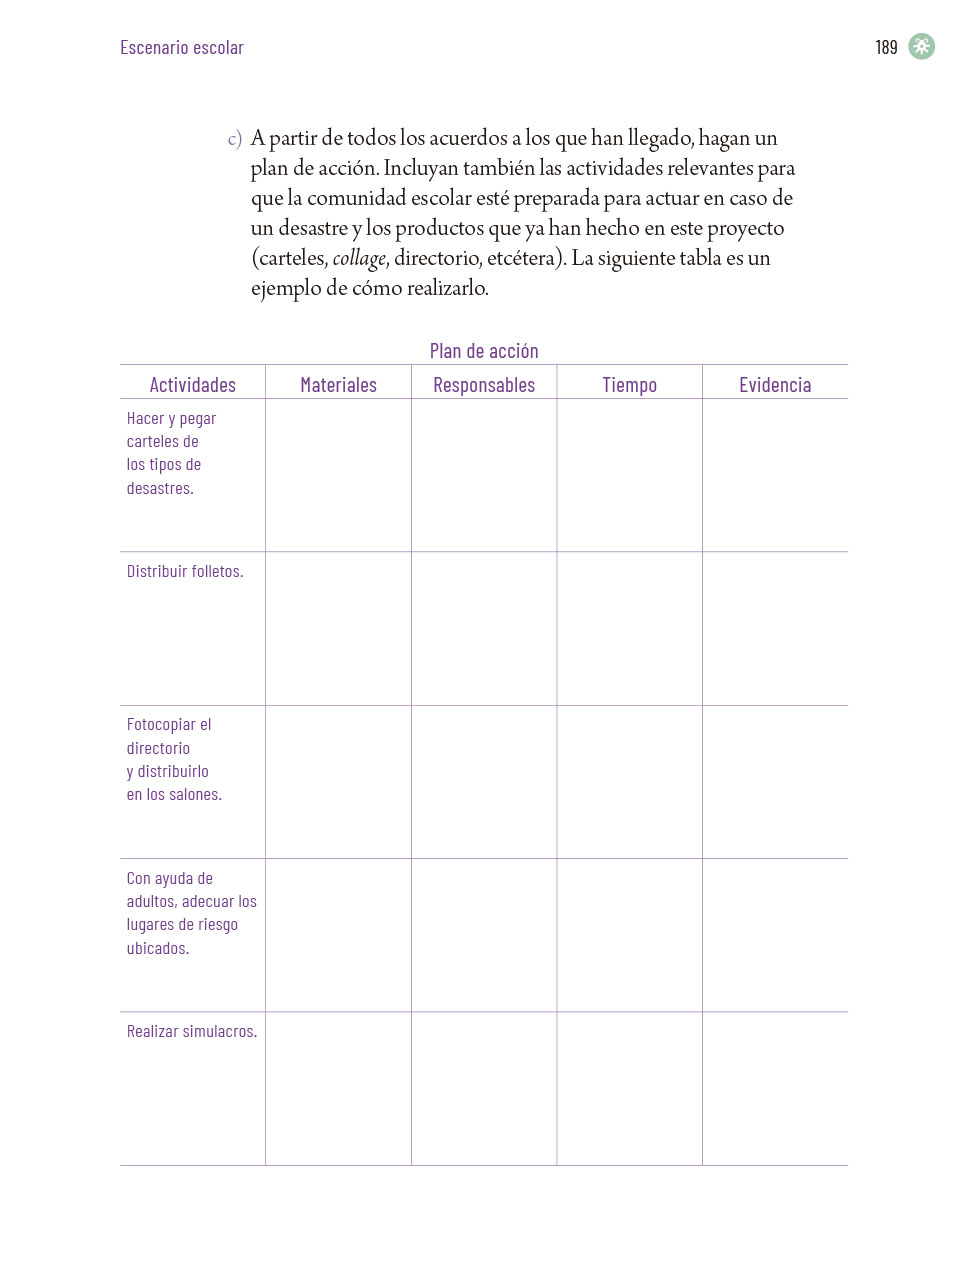 Escenario escolar
189
c) A partir de todos los acuerdos a los que han llegado, hagan un
plan de acción. Incluyan también las actividades relevantes para
que la comunidad escolar esté preparada para actuar en caso de
un desastre y los productos que ya han hecho en este proyecto
(carteles, collage, directorio, etcétera). La siguiente tabla es un
ejemplo de cómo realizarlo.
Plan de acción
Actividades Materiales Responsables Tiempo Evidencia
Hacer y pegar
carteles de
los tipos de
desastres.
Distribuir folletos.
Fotocopiar el
directorio
y distribuirlo
en los salones.
Con ayuda de
adultos, adecuar los
lugares de riesgo
ubicados.
Realizar simulacros.